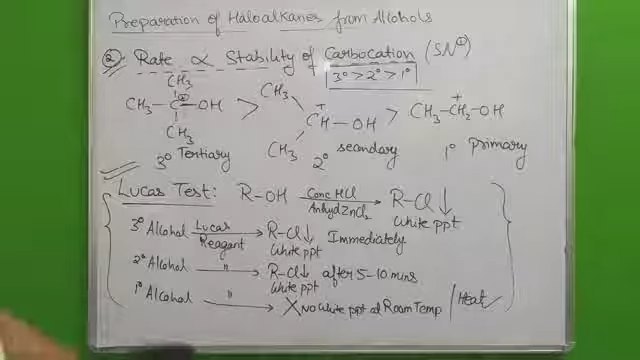 Preparation of Haloalkanes from Alcohols
② Rate ∝ Stability of Carbocation (SN①)
3° > 2° > 1°
CH₃ CH₃
CH₃–C⊕–OH > CH⁺–OH > CH₃–CH₂⁺–OH
CH₃ CH₃
3° Tertiary 2° secondary 1° primary
Lucas Test: R–OH Conc HCl → R–Cl↓
Anhyd ZnCl₂ White ppt
3° Alcohol Lucas → R–Cl↓ Immediately
Reagent White ppt
2° Alcohol " → R–Cl↓ after 5–10 mins
White ppt
1° Alcohol " → X No White ppt at Room Temp / Heat